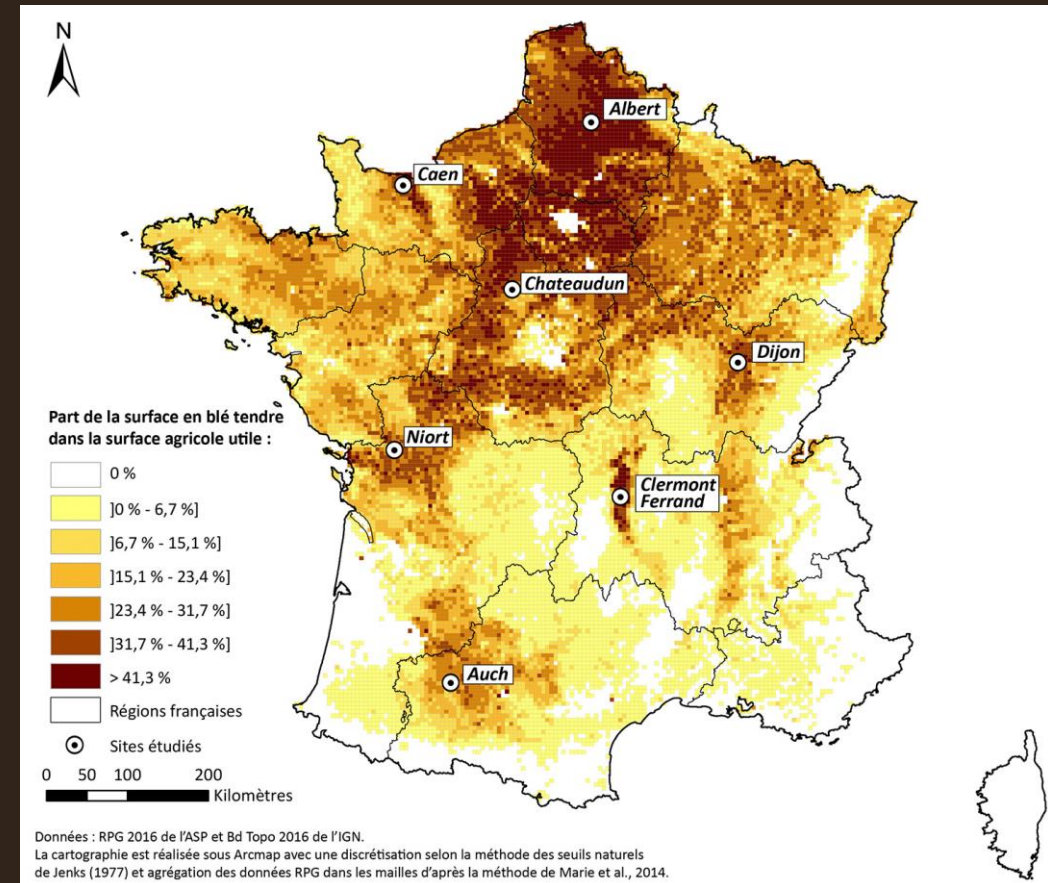 N
Albert
Caen
Chateaudun
Dijon
Part de la surface en blé tendre
dans la surface agricole utile :
Niort
0 %
Clermont
Ferrand
]0 % - 6,7 %]
]6,7 % - 15,1 %]
]15,1 % - 23,4 %]
]23,4 % - 31,7 %]
]31,7 % - 41,3 %]
> 41,3 %
Auch
Régions françaises
Sites étudiés
0 50 100 200
Kilomètres
Données : RPG 2016 de l'ASP et Bd Topo 2016 de l'IGN.
La cartographie est réalisée sous Arcmap avec une discrétisation selon la méthode des seuils naturels
de Jenks (1977) et agrégation des données RPG dans les mailles d'après la méthode de Marie et al., 2014.